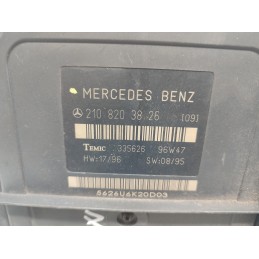 MERCEDES BENZ
210 820 38 26 [09]
TEMIC 335626 96W47
HW:17/96 SW:08/95
8626U4K20D03